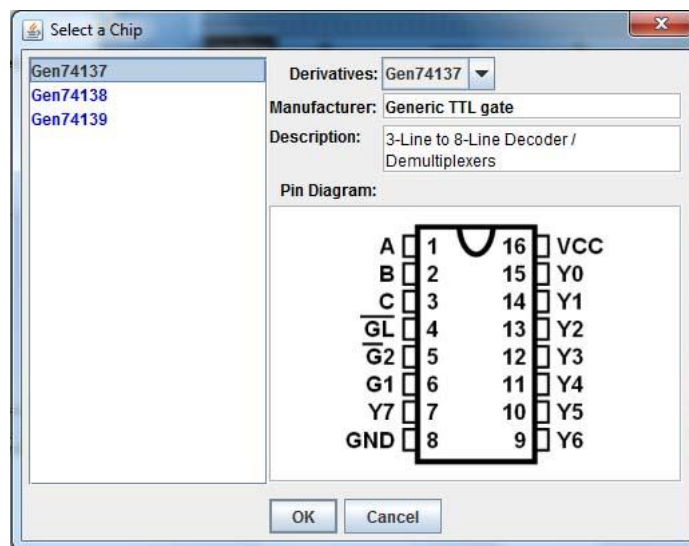 Select a Chip
Gen74137
Gen74138
Gen74139
Derivatives: Gen74137
Manufacturer: Generic TTL gate
Description: 3-Line to 8-Line Decoder /
Demultiplexers
Pin Diagram:
A 1 16 VCC
B 2 15 Y0
C 3 14 Y1
GL 4 13 Y2
G2 5 12 Y3
G1 6 11 Y4
Y7 7 10 Y5
GND 8 9 Y6
OK Cancel